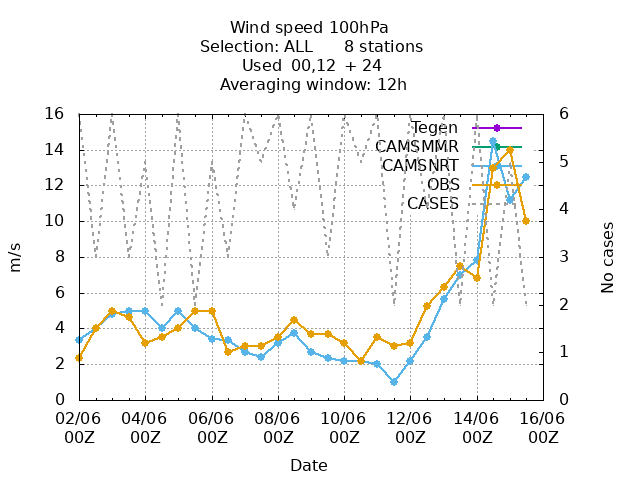 Wind speed 100hPa
Selection: ALL 8 stations
Used 00,12 + 24
Averaging window: 12h
16 14 12 10 8 6 4 2 0
m/s
6 5 4 3 2 1 0
No cases
Tegen
CAMSMMR
CAMSNRT
OBS
CASES
02/06 04/06 06/06 08/06 10/06 12/06 14/06 16/06
00Z 00Z 00Z 00Z 00Z 00Z 00Z 00Z
Date